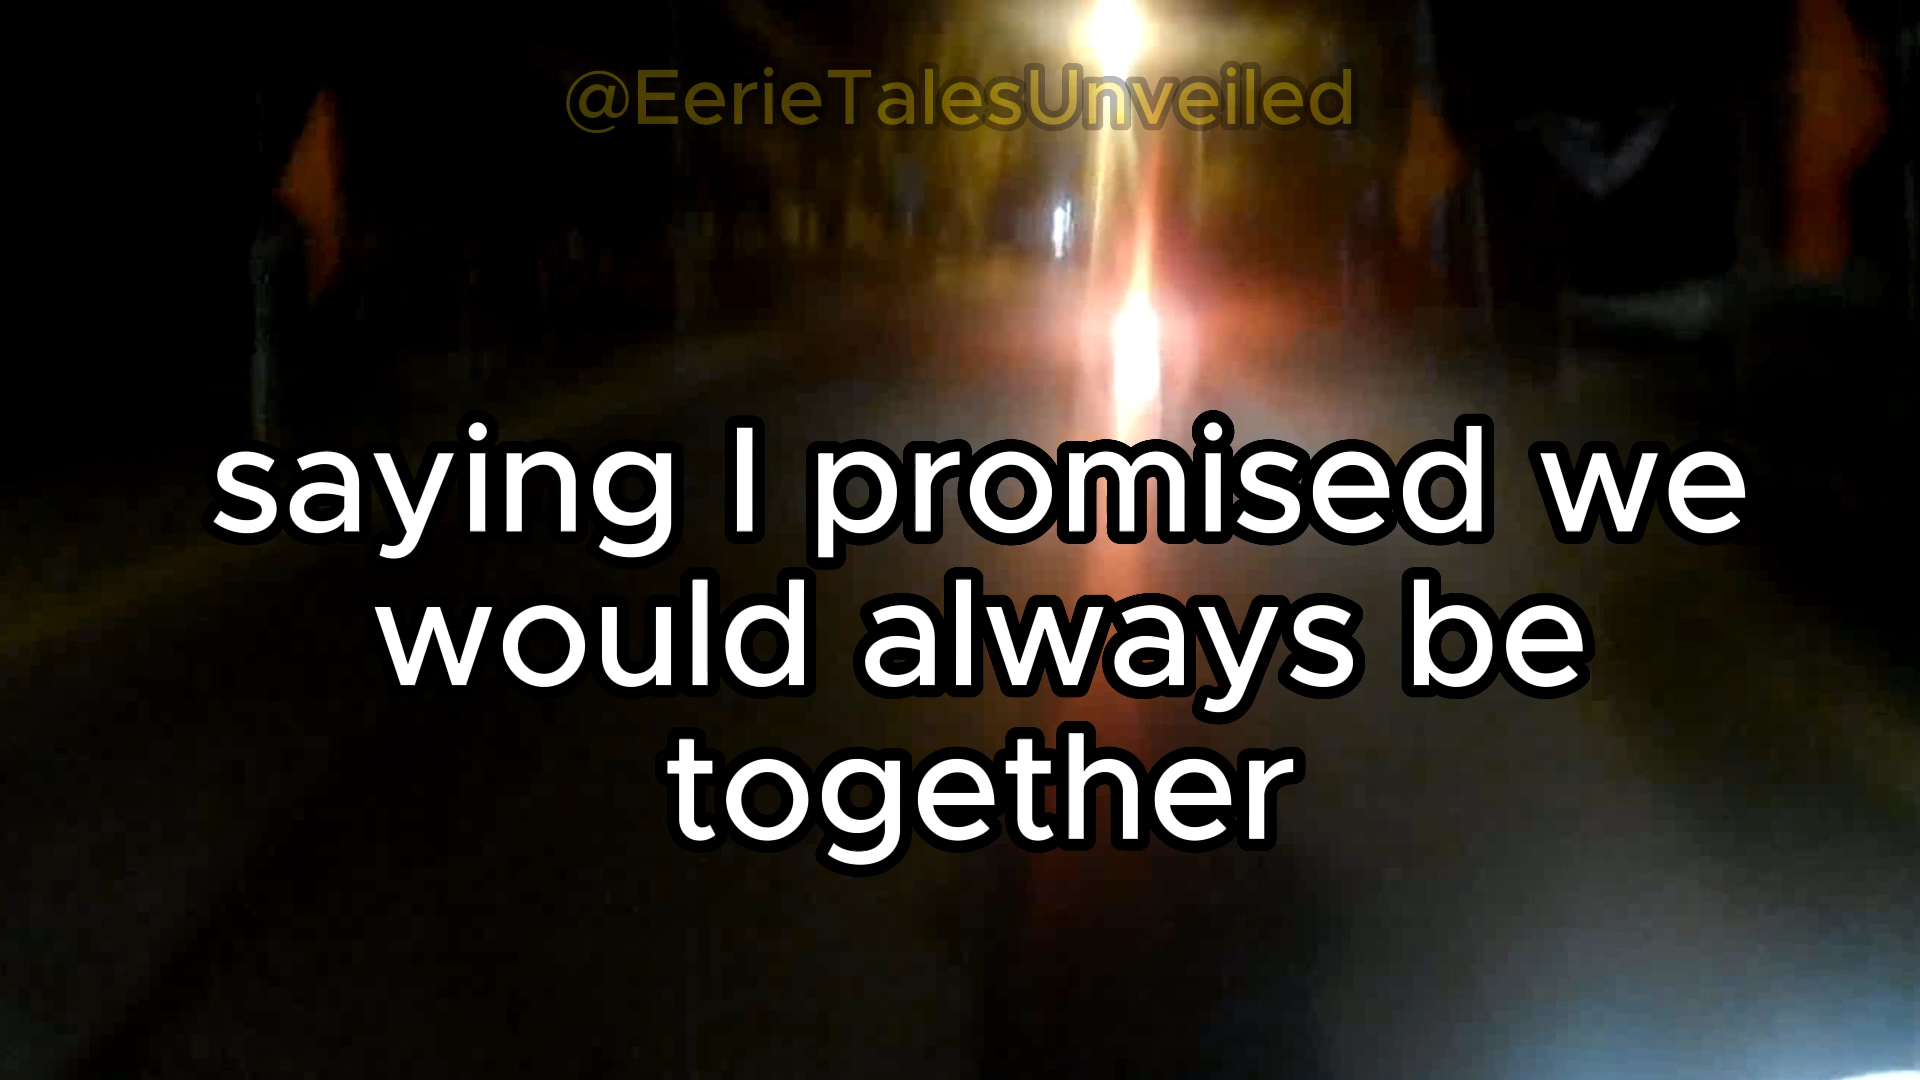 @EerieTalesUnveiled
saying I promised we
would always be
together